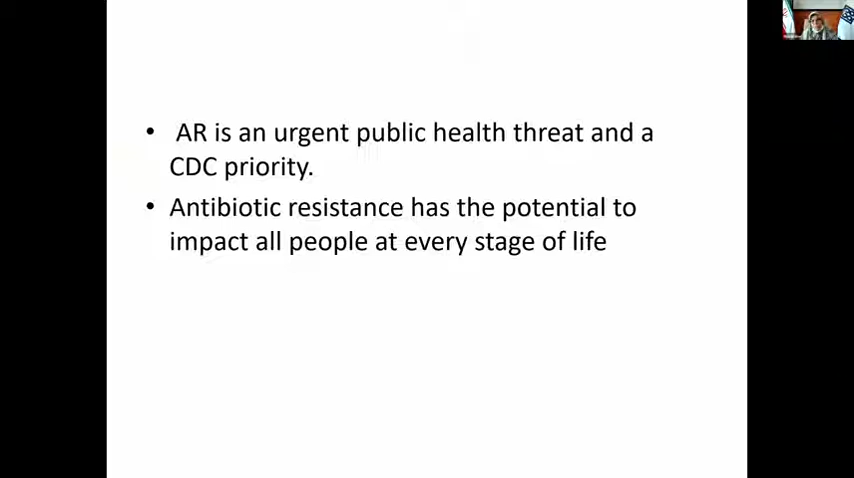 • AR is an urgent public health threat and a
CDC priority.
• Antibiotic resistance has the potential to
impact all people at every stage of life